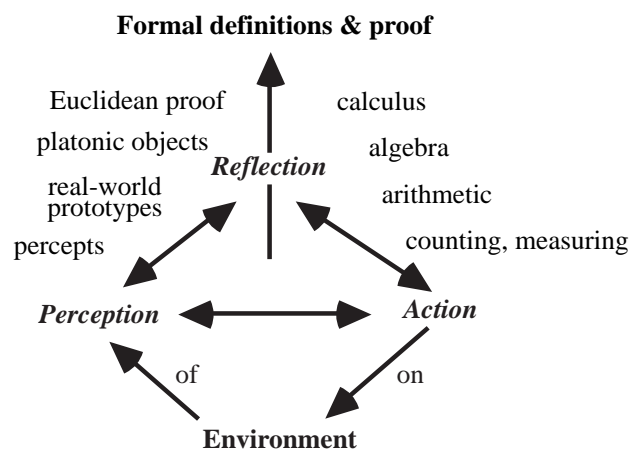 Formal definitions & proof
Euclidean proof
calculus
platonic objects
algebra
Reflection
real-world
prototypes
arithmetic
percepts
counting, measuring
Perception
Action
of
on
Environment